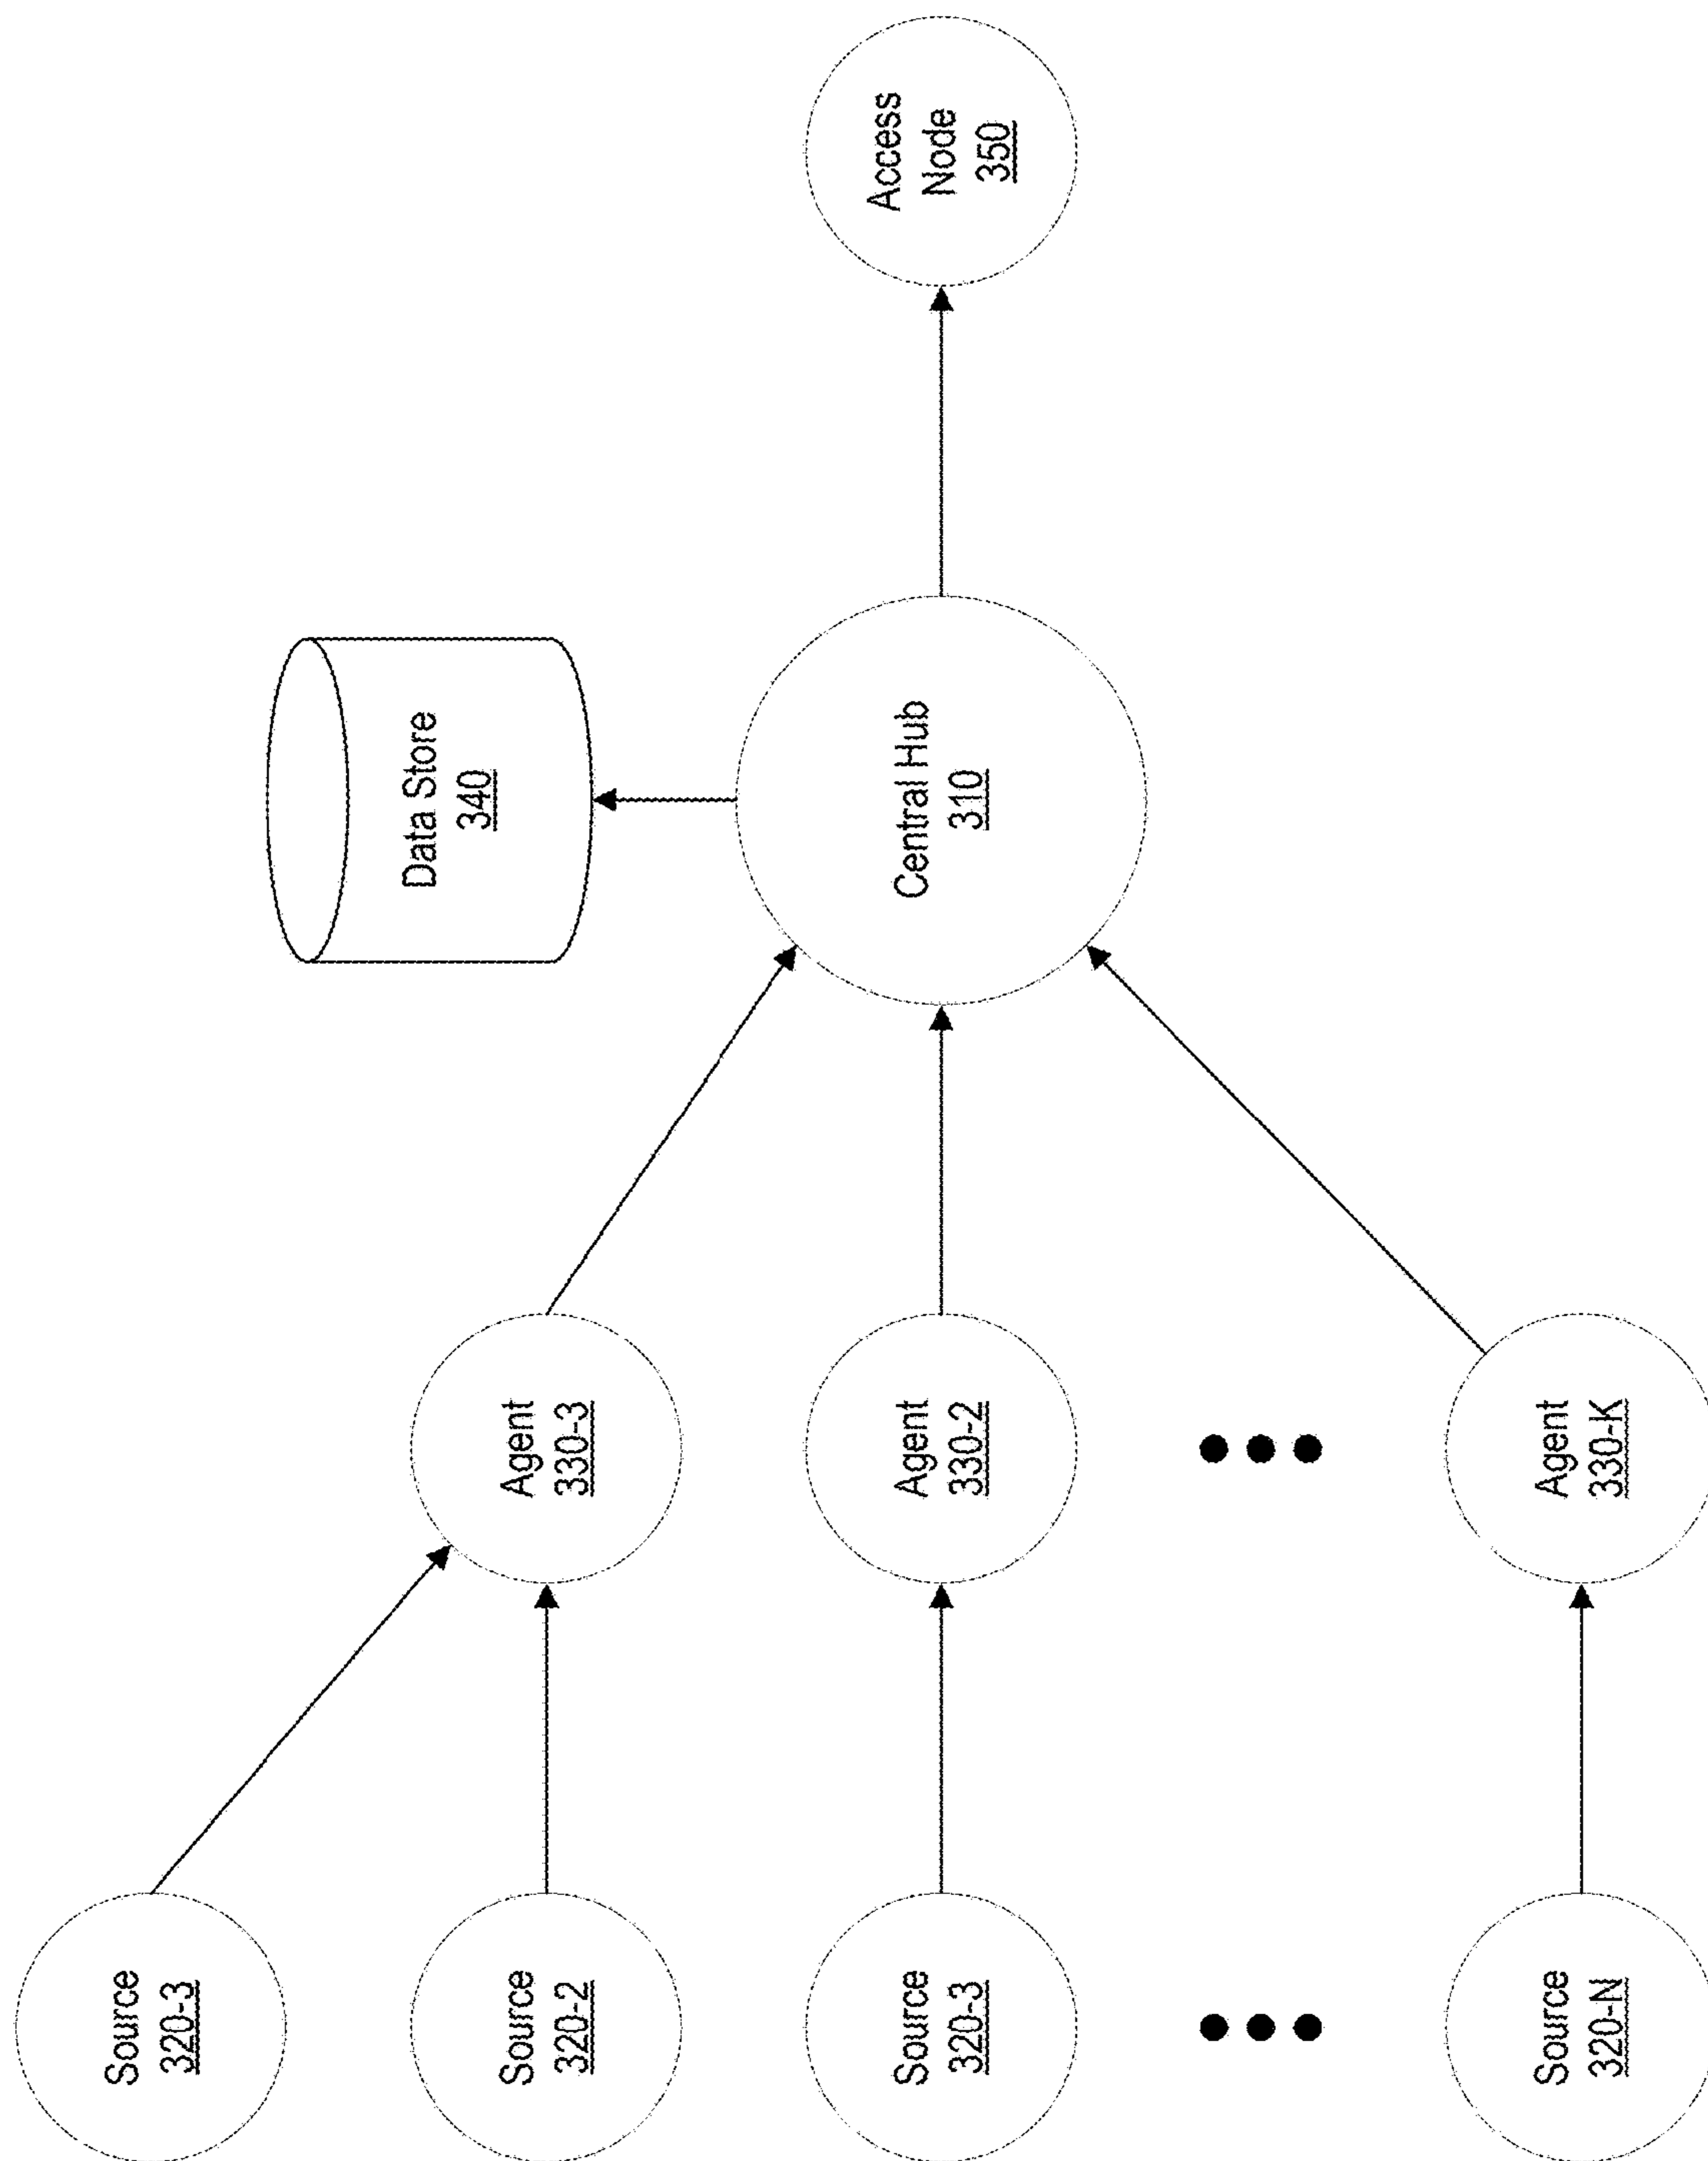 Source
320-3
Source
320-2
Source
320-3
Source
320-N
Agent
330-3
Agent
330-2
Agent
330-K
Data Store
340
Central Hub
310
Access
Node
350